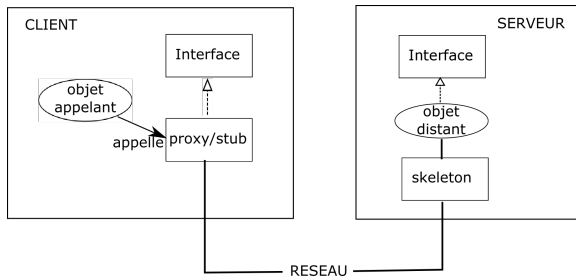 CLIENT
Interface
objet
appelant
appelle
proxy/stub
SERVEUR
Interface
objet
distant
skeleton
RESEAU